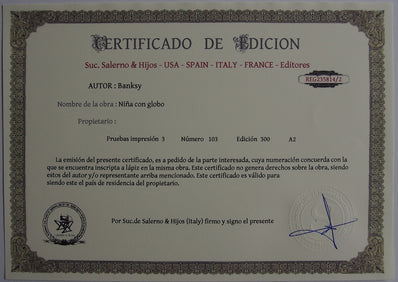 CERTIFICADO DE EDICION
Suc. Salerno & Hijos - USA - SPAIN - ITALY - FRANCE - Editores
REG235814/2
AUTOR : Banksy
Nombre de la obra : Niña con globo
Propietario :
Pruebas impresión 3 Número 103 Edición 300 A2
La emisión del presente certificado, es a pedido de la parte interesada, cuya numeración concuerda con la
que se encuentra inscripta a lápiz en la misma obra. Este certificado no genera derechos sobre la obra, siendo
estos del autor y/o representante arriba mencionado. Este certificado es válido para
siendo este el país de residencia del propietario.
Por Suc.de Salerno & Hijos (Italy) firmo y signo el presente